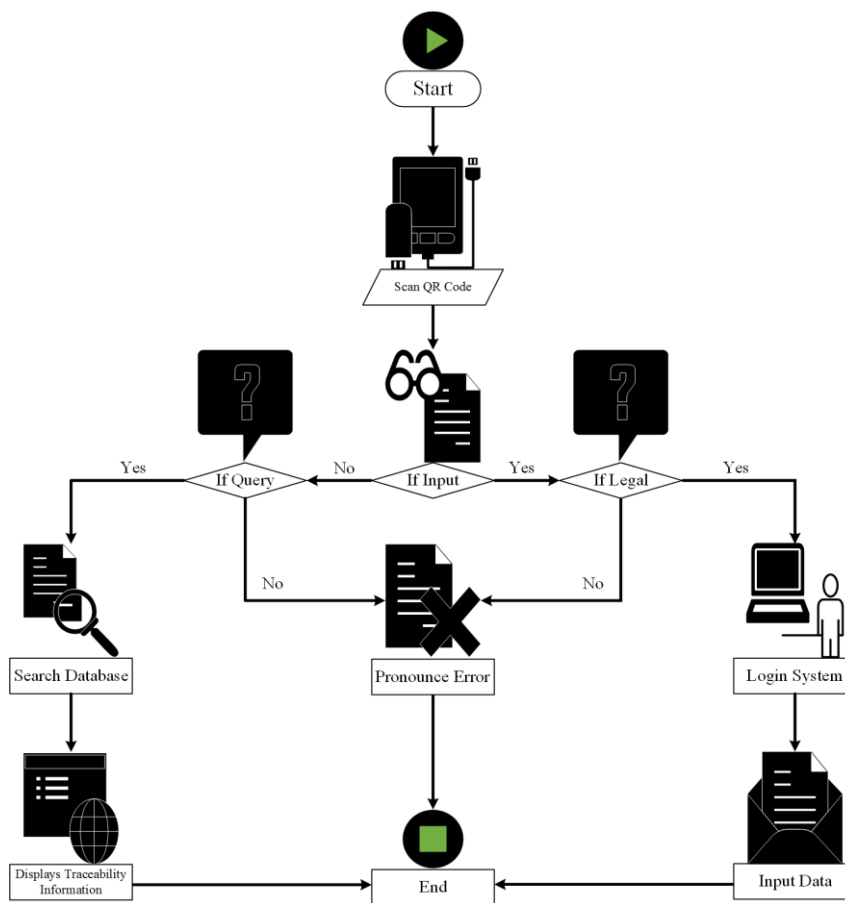 Start
Scan QR Code
Yes
If Query
No
If Input
Yes
If Legal
Yes
No
No
Search Database
Pronounce Error
Login System
Displays Traceability
Information
End
Input Data